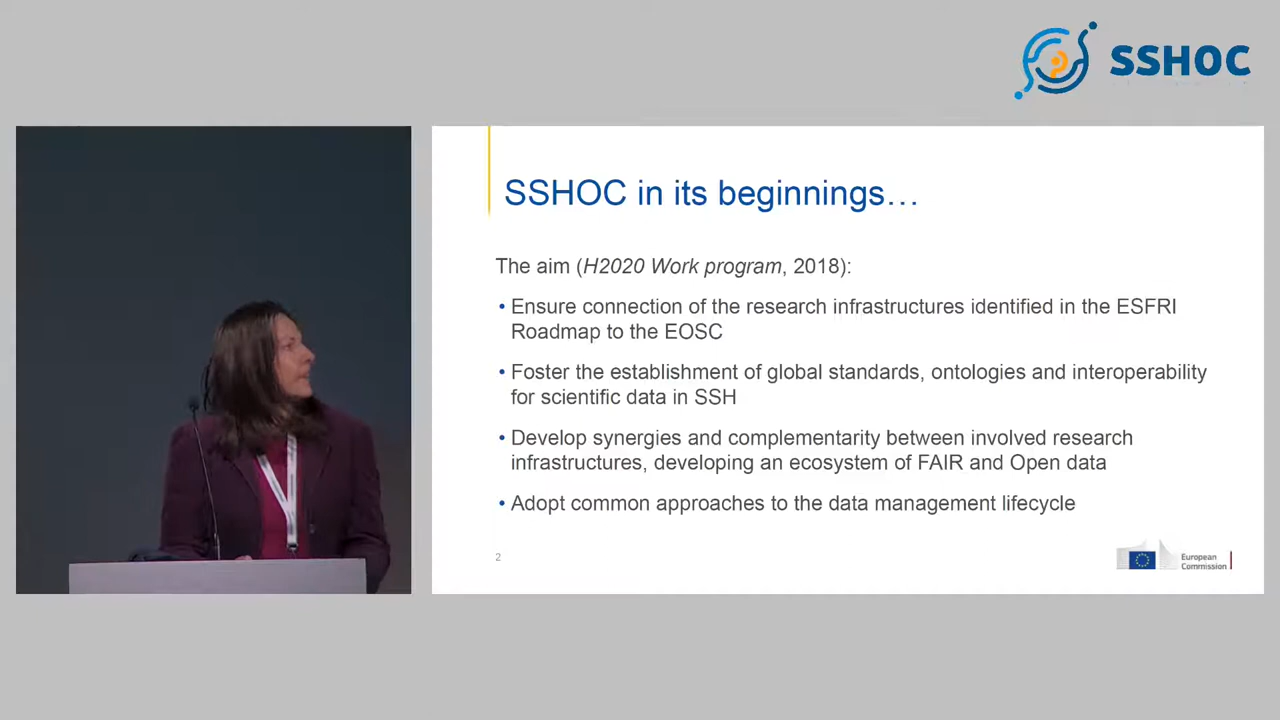 SSHOC
SSHOC in its beginnings…
The aim (H2020 Work program, 2018):
• Ensure connection of the research infrastructures identified in the ESFRI
Roadmap to the EOSC
• Foster the establishment of global standards, ontologies and interoperability
for scientific data in SSH
• Develop synergies and complementarity between involved research
infrastructures, developing an ecosystem of FAIR and Open data
• Adopt common approaches to the data management lifecycle
2
European
Commission